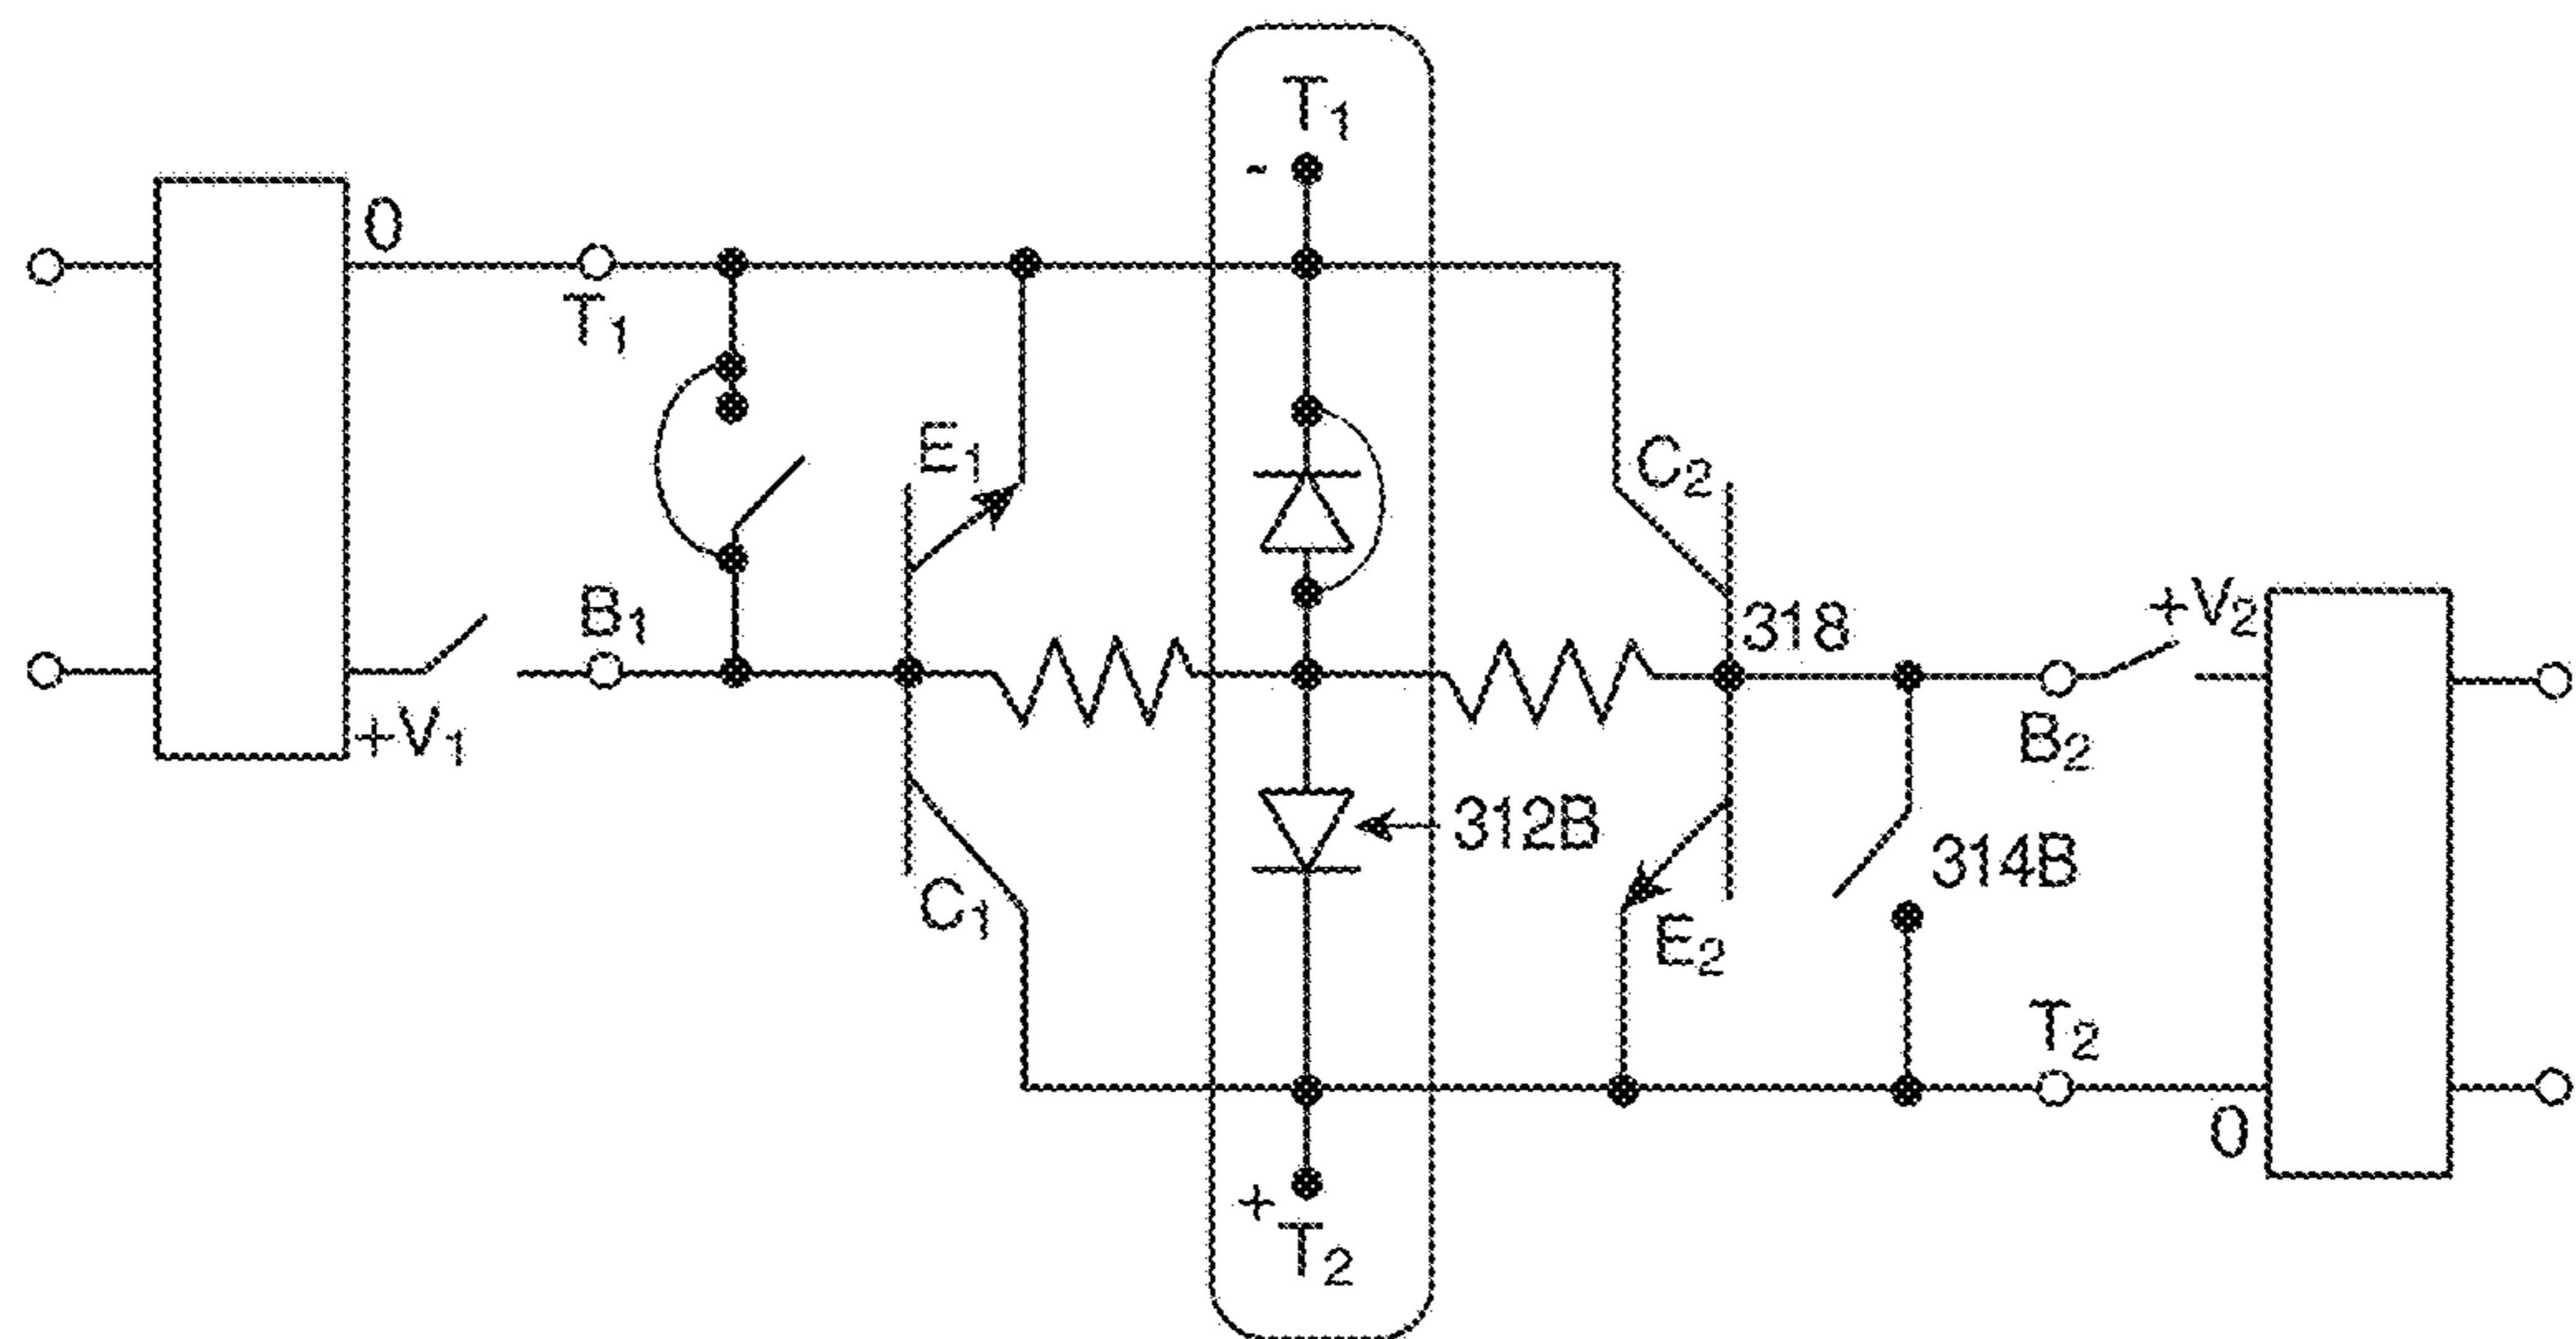 T₁
-
0
T₁
E₁
C₂
B₁
318
+V₂
+V₁
B₂
312B
314B
C₁
E₂
T₂
0
+
T₂